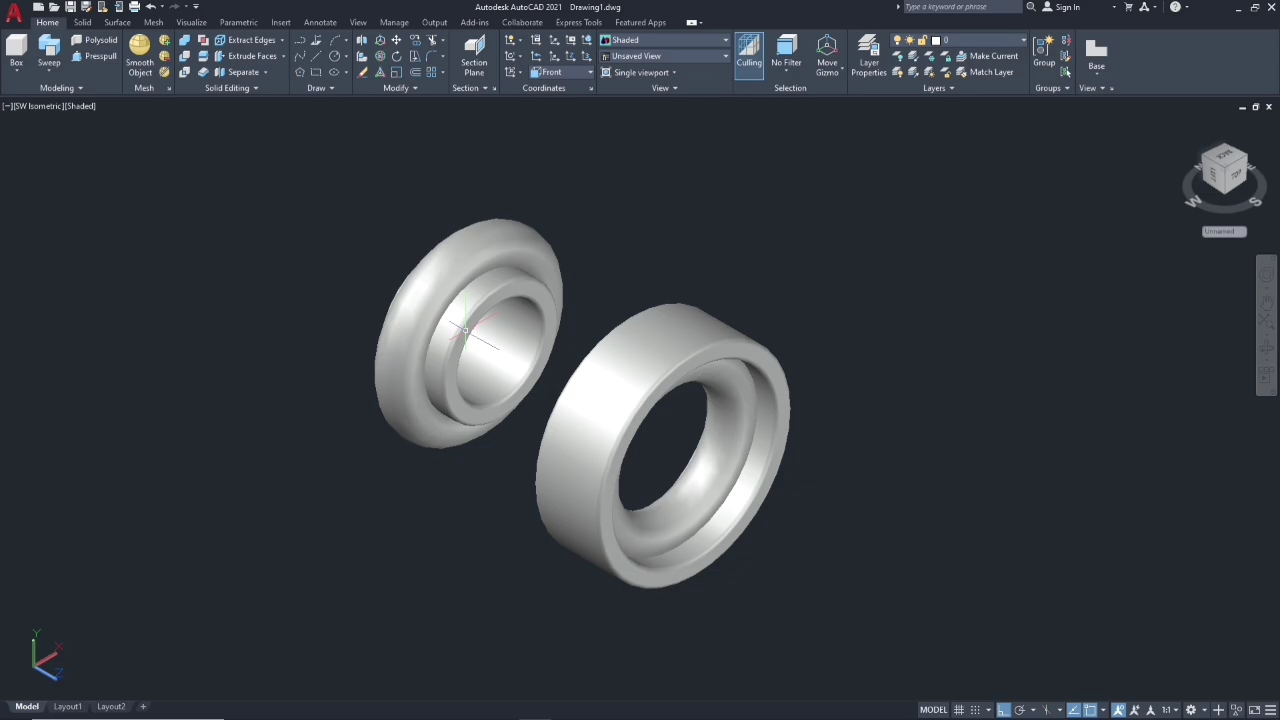 Autodesk AutoCAD 2021 Drawing1.dwg
Type a keyword or phrase
Sign In
Home Solid Surface Mesh Visualize Parametric Insert Annotate View Manage Output Add-ins Collaborate Express Tools Featured Apps
Polysolid Extract Edges Shaded 0
Presspull Extrude Faces Unsaved View Make Current
Separate Front Single viewport Match Layer
Box Sweep Smooth Object Section Plane Culling No Filter Move Gizmo Layer Properties Group Base
Modeling Mesh Solid Editing Draw Modify Section Coordinates View Selection Layers Groups View
[−][SW Isometric][Shaded]
TOP
W S
Unnamed
Y
X
Z
Model Layout1 Layout2 +
MODEL 1:1